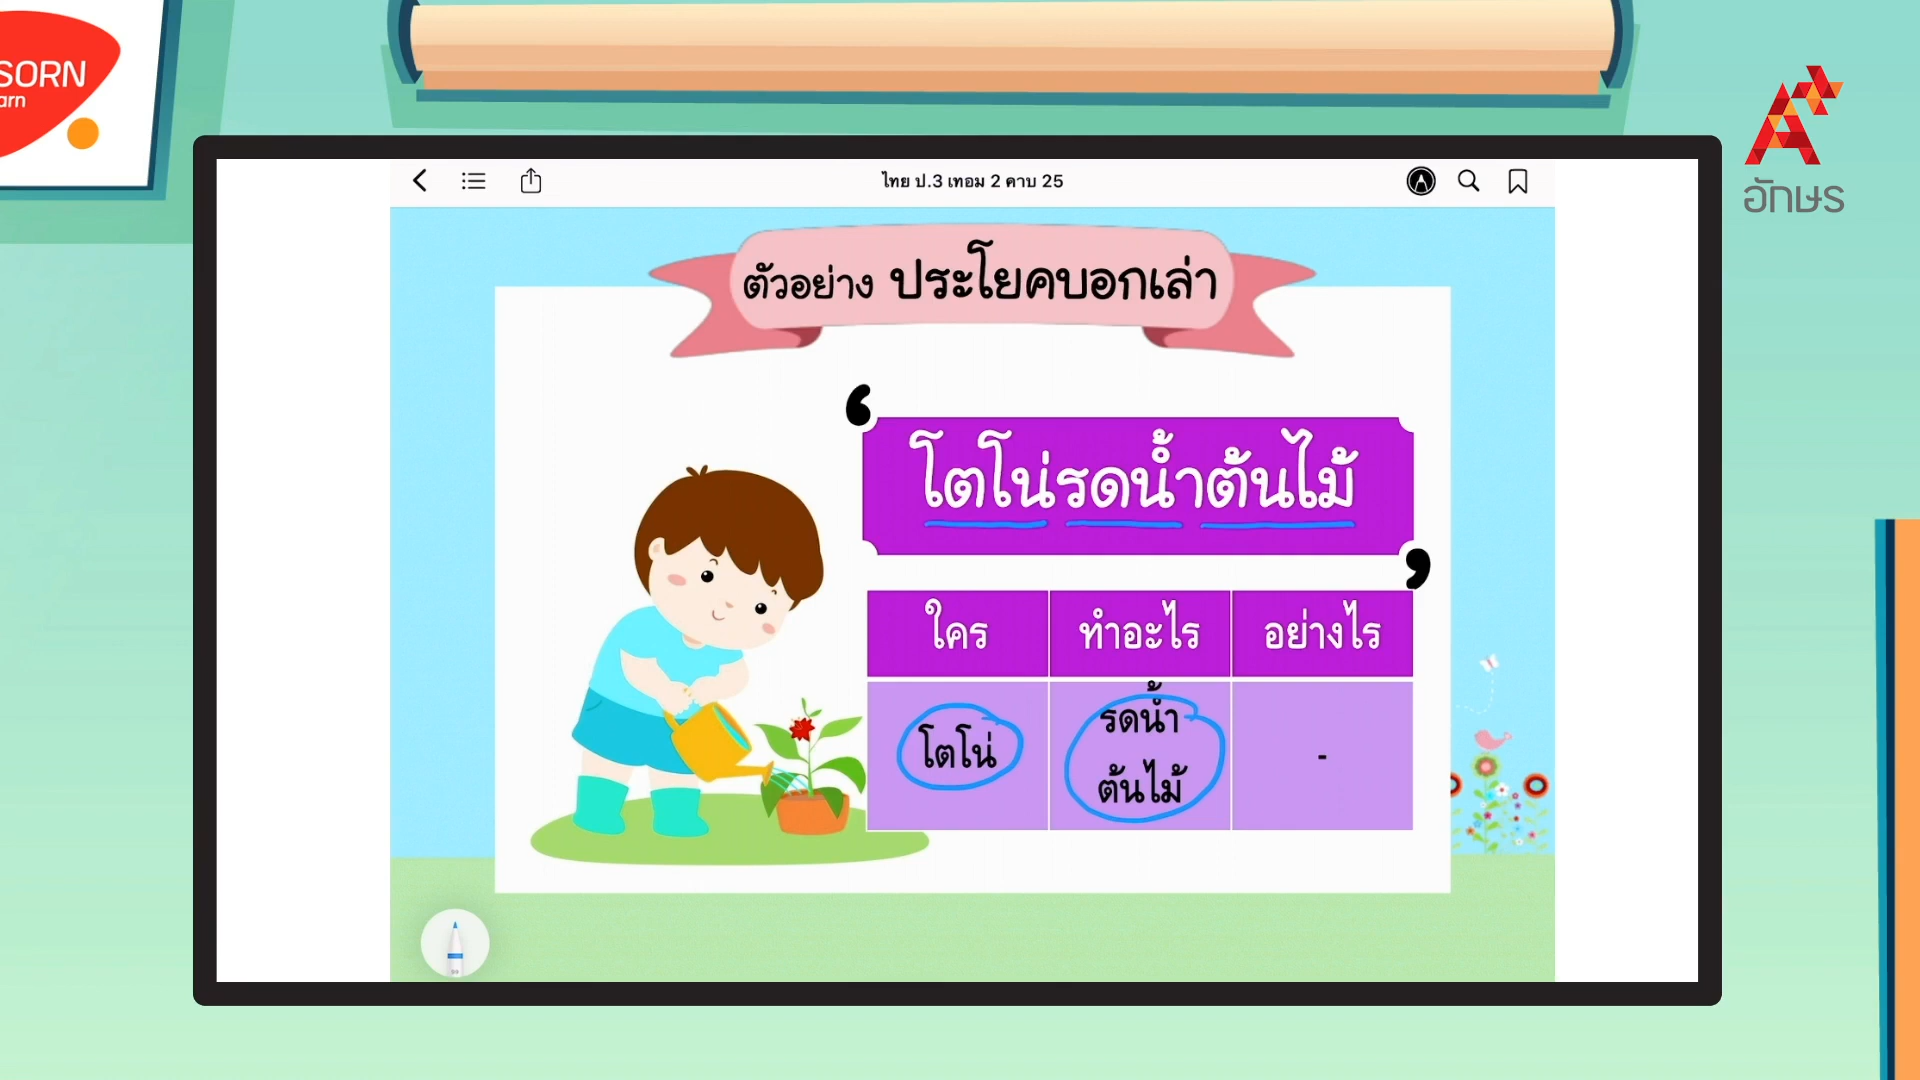 SORN
arn
อักษร
ไทย ป.3 เทอม 2 คาบ 25
ตัวอย่าง ประโยคบอกเล่า
‘โตโน่รดน้ำต้นไม้’
ใคร ทำอะไร อย่างไร
โตโน่ รดน้ำ -
ต้นไม้